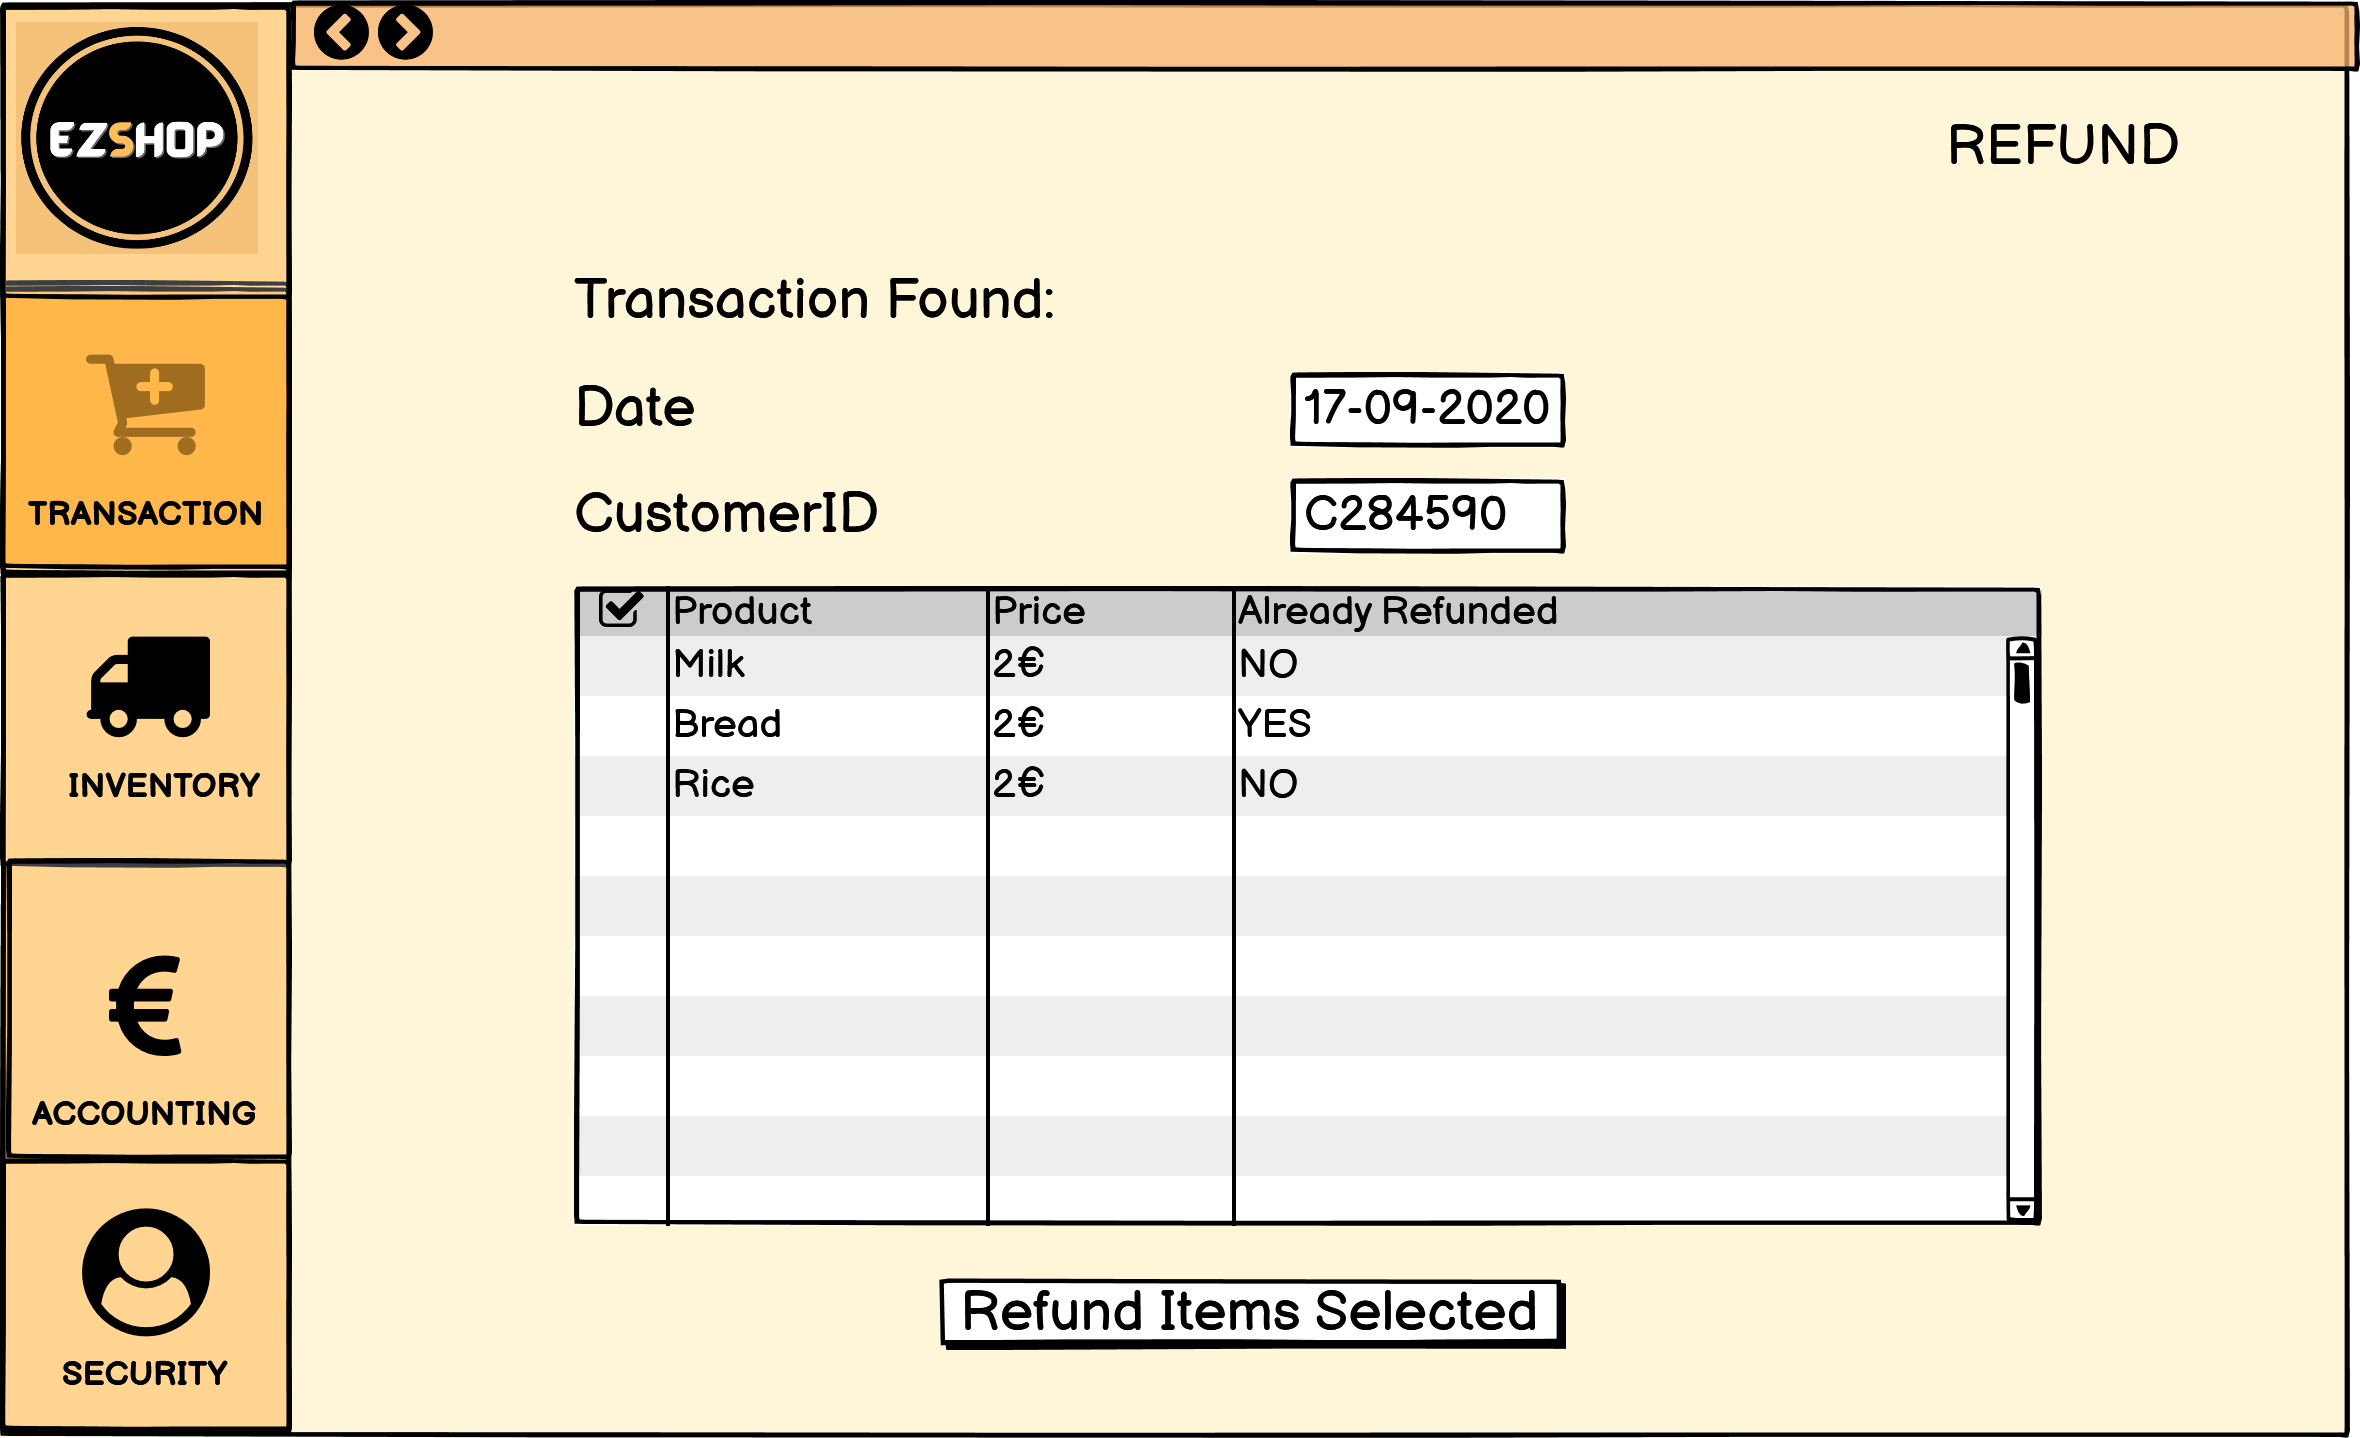 EZSHOP
TRANSACTION
INVENTORY
€
ACCOUNTING
SECURITY
REFUND
Transaction Found:
Date 17-09-2020
CustomerID C284590
Product Price Already Refunded
Milk 2€ NO
Bread 2€ YES
Rice 2€ NO
Refund Items Selected